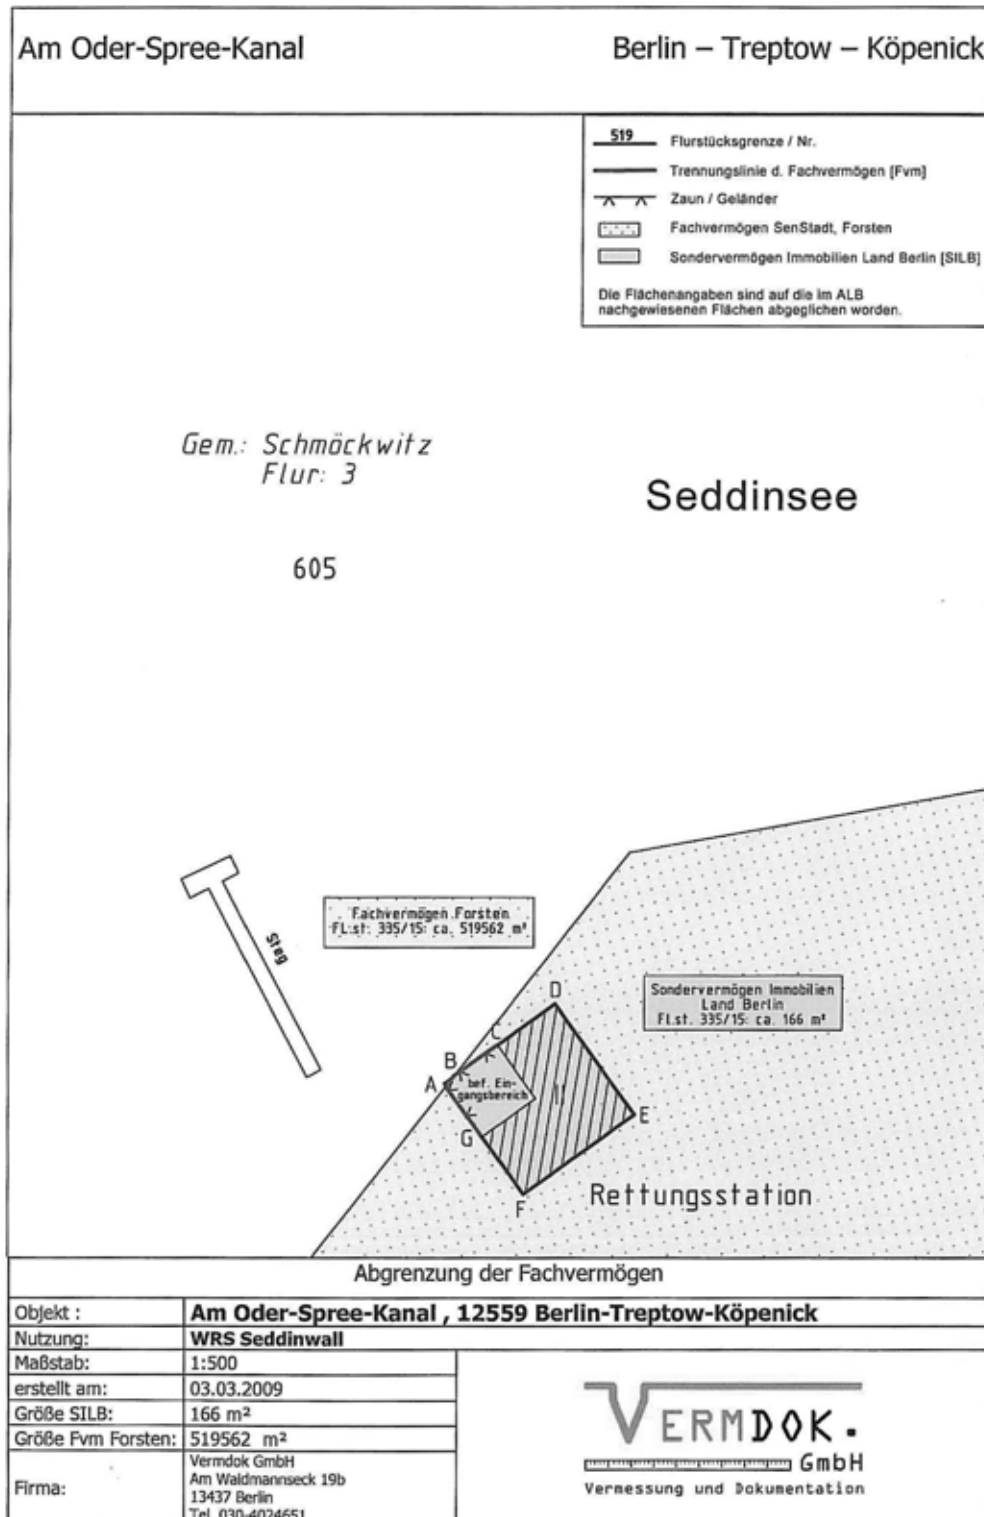 Am Oder-Spree-Kanal
Berlin – Treptow – Köpenick
519 Flurstücksgrenze / Nr.
Trennungslinie d. Fachvermögen [Fvm]
Zaun / Geländer
Fachvermögen SenStadt, Forsten
Sondervermögen Immobilien Land Berlin [SILB]
Die Flächenangaben sind auf die im ALB
nachgewiesenen Flächen abgeglichen worden.
Gem.: Schmöckwitz
Flur: 3
605
Seddinsee
Steg
Fachvermögen Forsten
Fl.st. 335/15: ca. 519562 m²
Sondervermögen Immobilien
Land Berlin
Fl.st. 335/15: ca. 166 m²
D
C
B
A
bef. Ein-
gangsbereich
II
E
G
F
Rettungsstation
Abgrenzung der Fachvermögen
Objekt : Am Oder-Spree-Kanal , 12559 Berlin-Treptow-Köpenick
Nutzung: WRS Seddinwall
Maßstab: 1:500
erstellt am: 03.03.2009
Größe SILB: 166 m²
Größe Fvm Forsten: 519562 m²
Firma: Vermdok GmbH
Am Waldmannseck 19b
13437 Berlin
Tel. 030-4024651
VERMDOK.
GmbH
Vermessung und Dokumentation